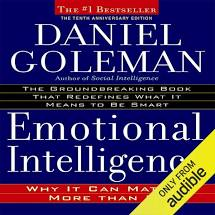 The #1 Bestseller
THE TENTH ANNIVERSARY EDITION
DANIEL
GOLEMAN
Author of Social Intelligence
THE GROUNDBREAKING BOOK
THAT REDEFINES WHAT IT
MEANS TO BE SMART
Emotional
Intelligenc
WHY IT CAN MAT
MORE THAN
ONLY FROM
audible